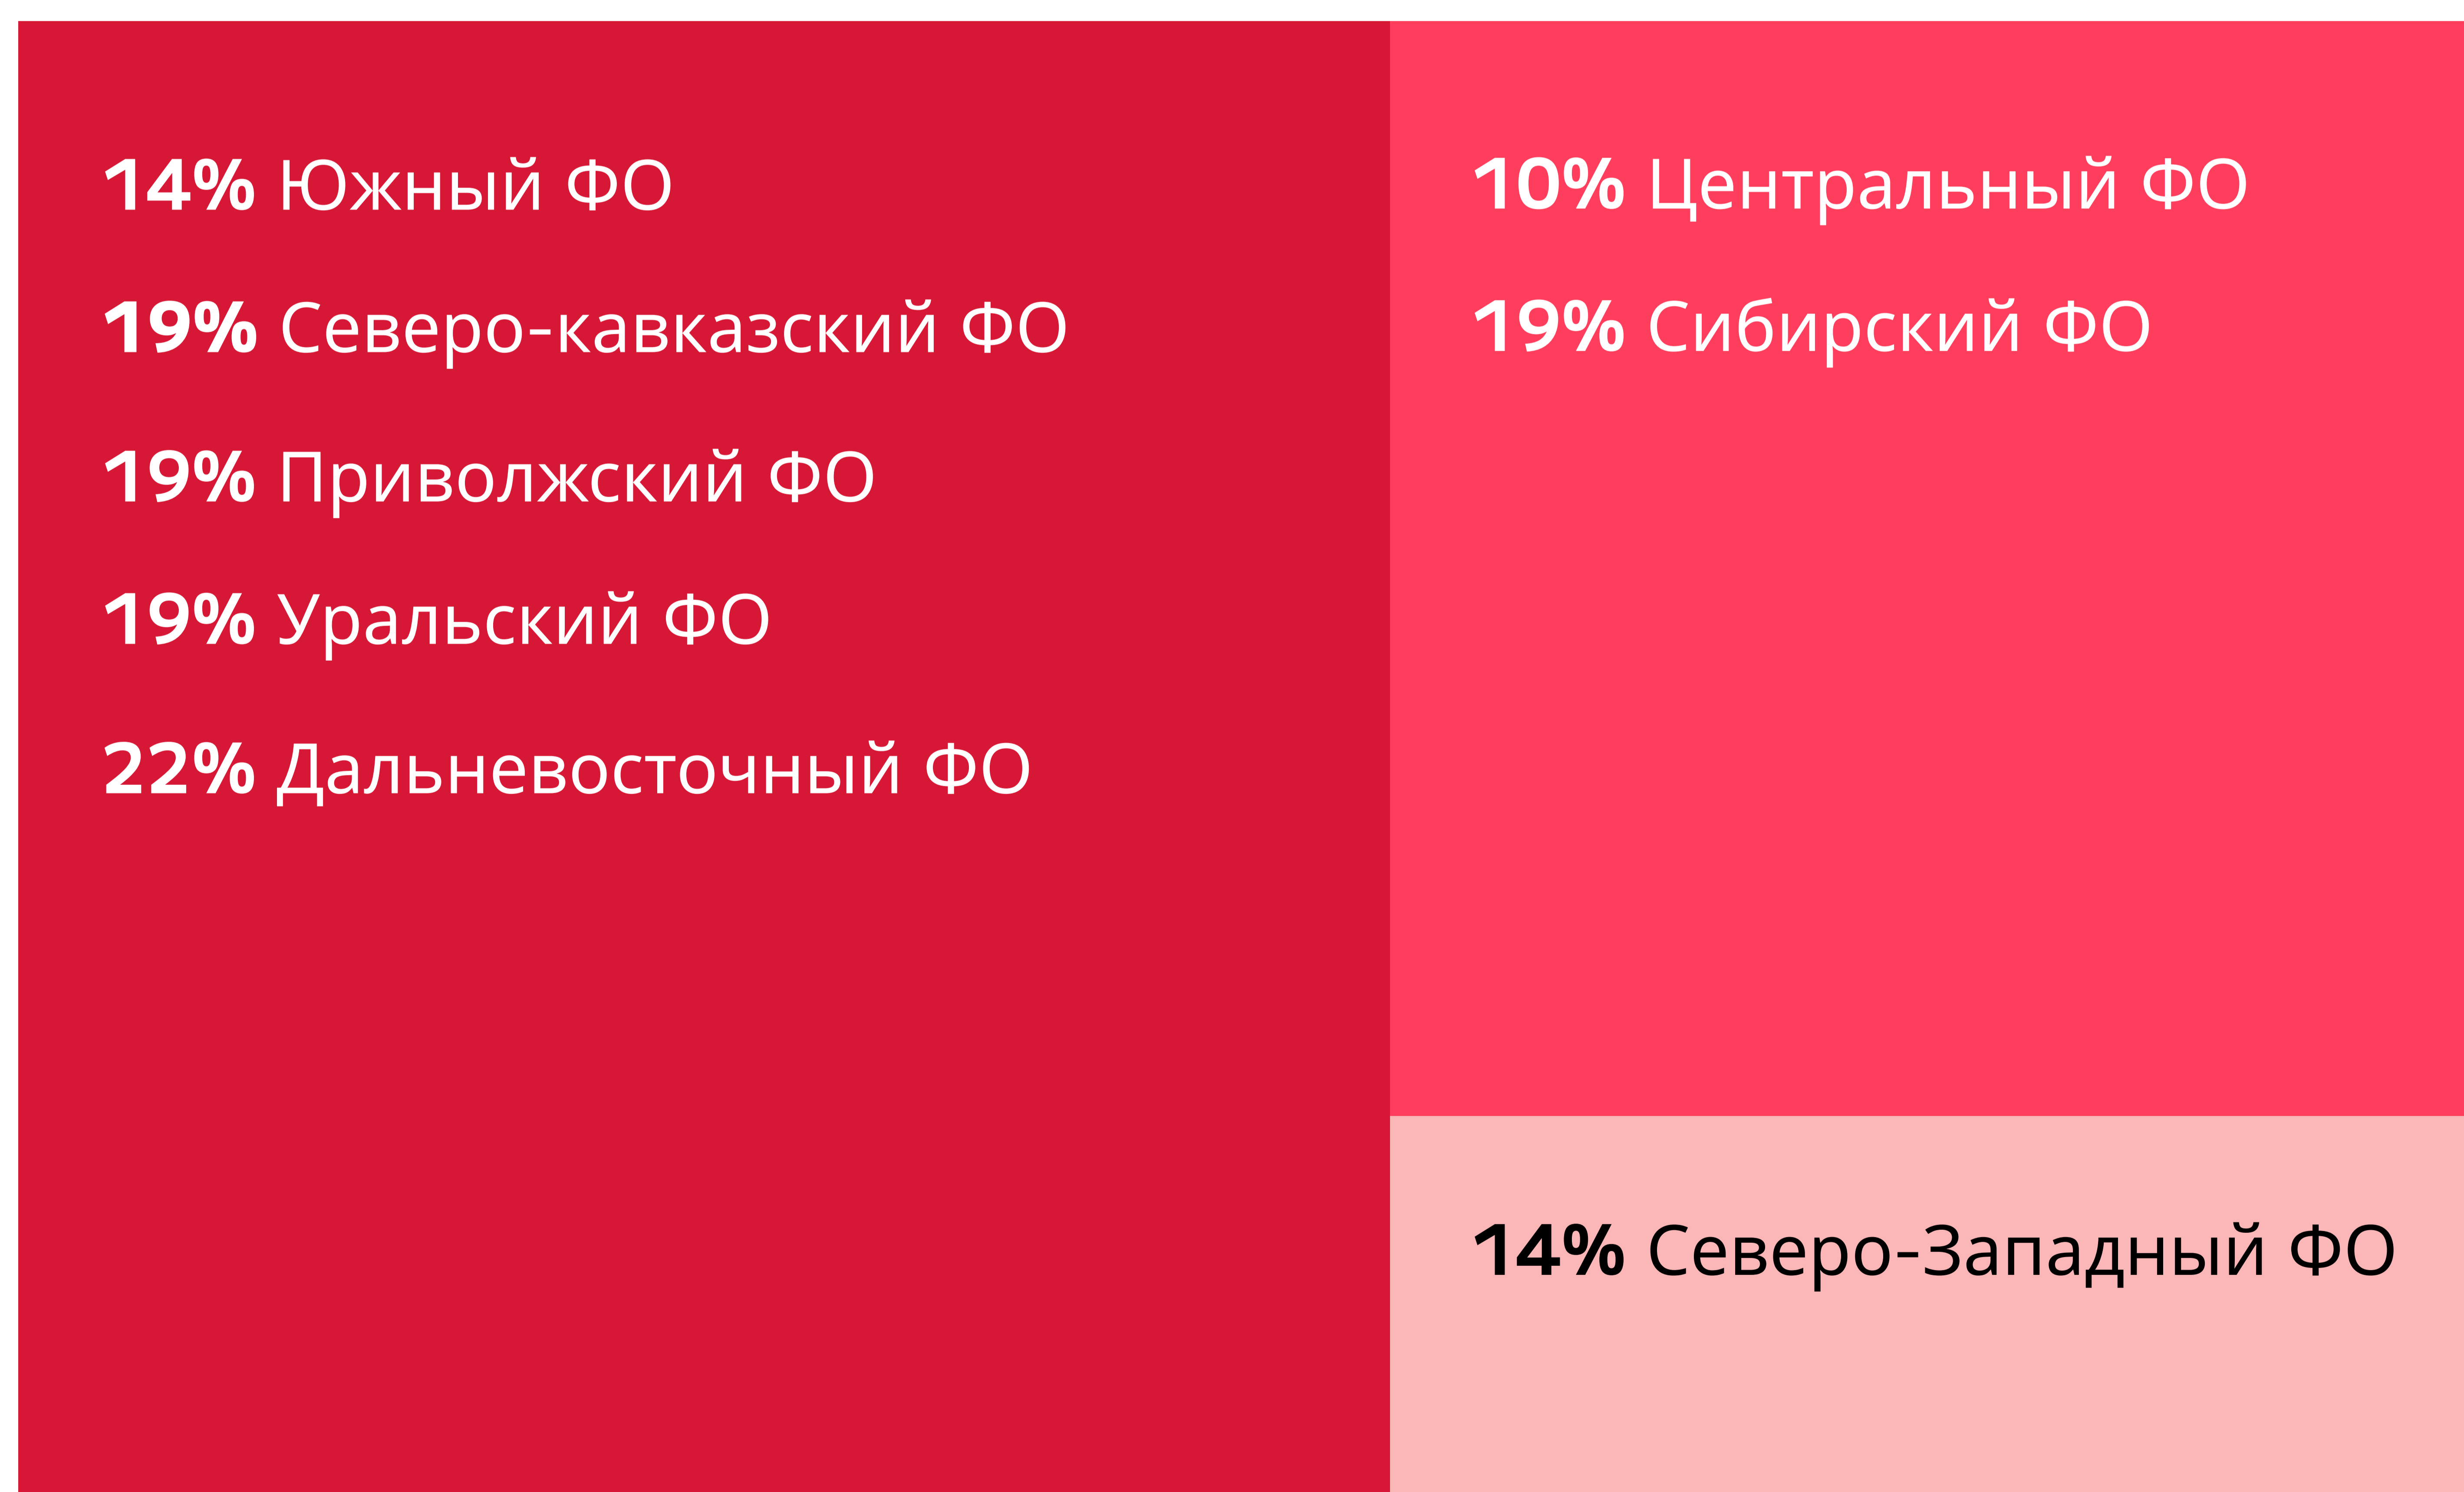 14% Южный ФО
19% Северо-кавказский ФО
19% Приволжский ФО
19% Уральский ФО
22% Дальневосточный ФО
10% Центральный ФО
19% Сибирский ФО
14% Северо-Западный ФО